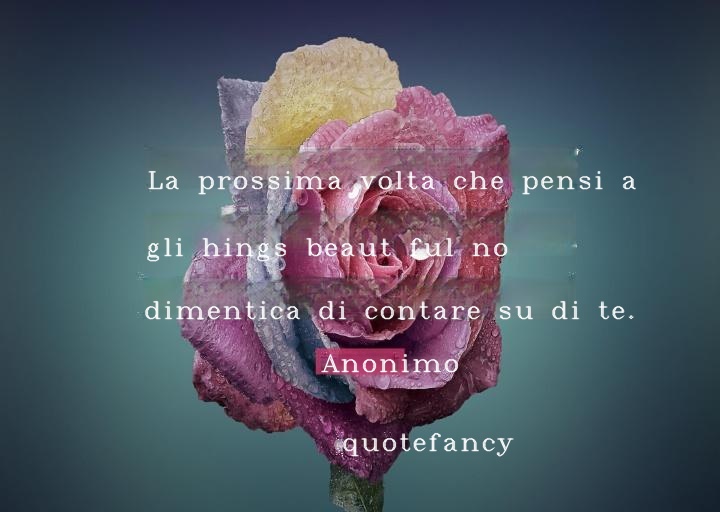 La prossima volta che pensi a
gli hings beaut ful no
dimentica di contare su di te.
Anonimo
quotefancy